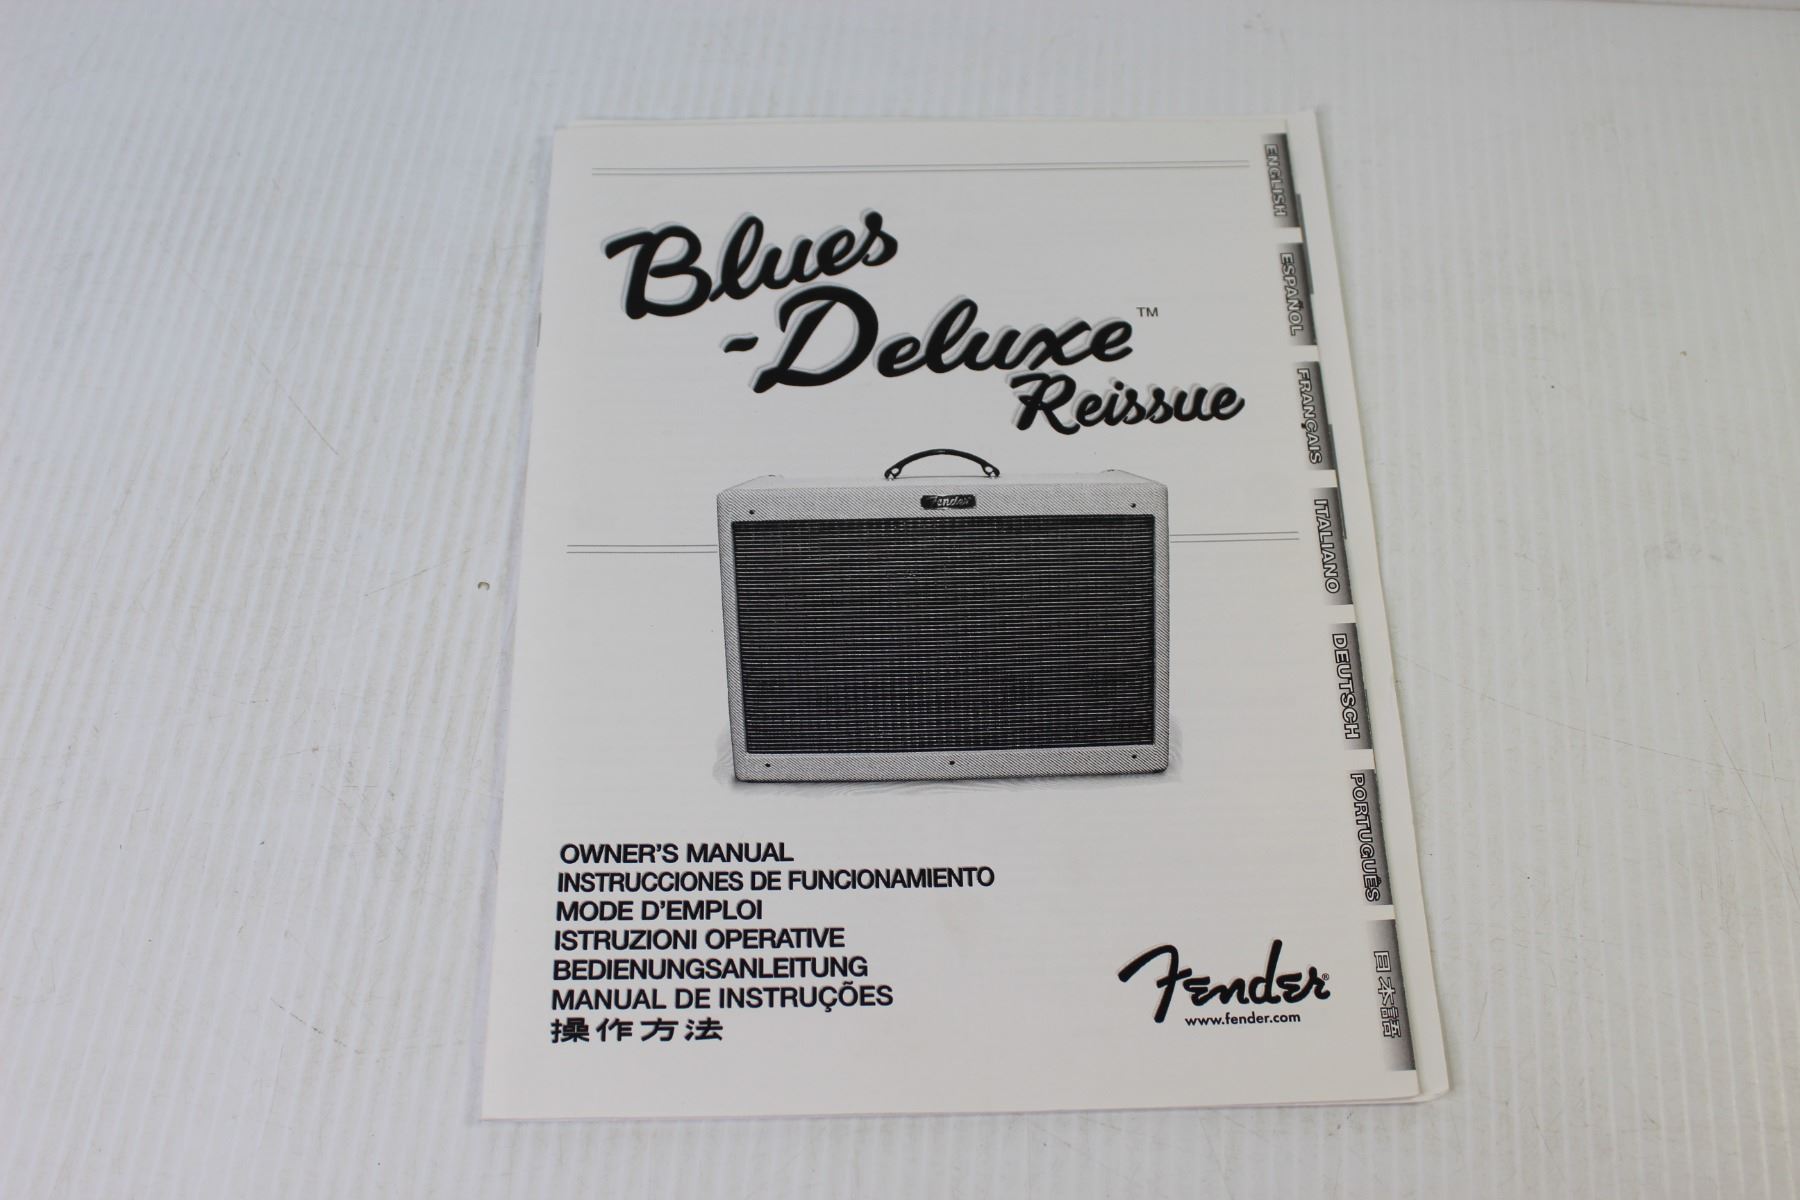 Blues
-Deluxe™
Reissue
Fender
OWNER'S MANUAL
INSTRUCCIONES DE FUNCIONAMIENTO
MODE D'EMPLOI
ISTRUZIONI OPERATIVE
BEDIENUNGSANLEITUNG
MANUAL DE INSTRUÇÕES
操作方法
Fender®
www.fender.com
ENGLISH
ESPAÑOL
FRANÇAIS
ITALIANO
DEUTSCH
PORTUGUÊS
日本語